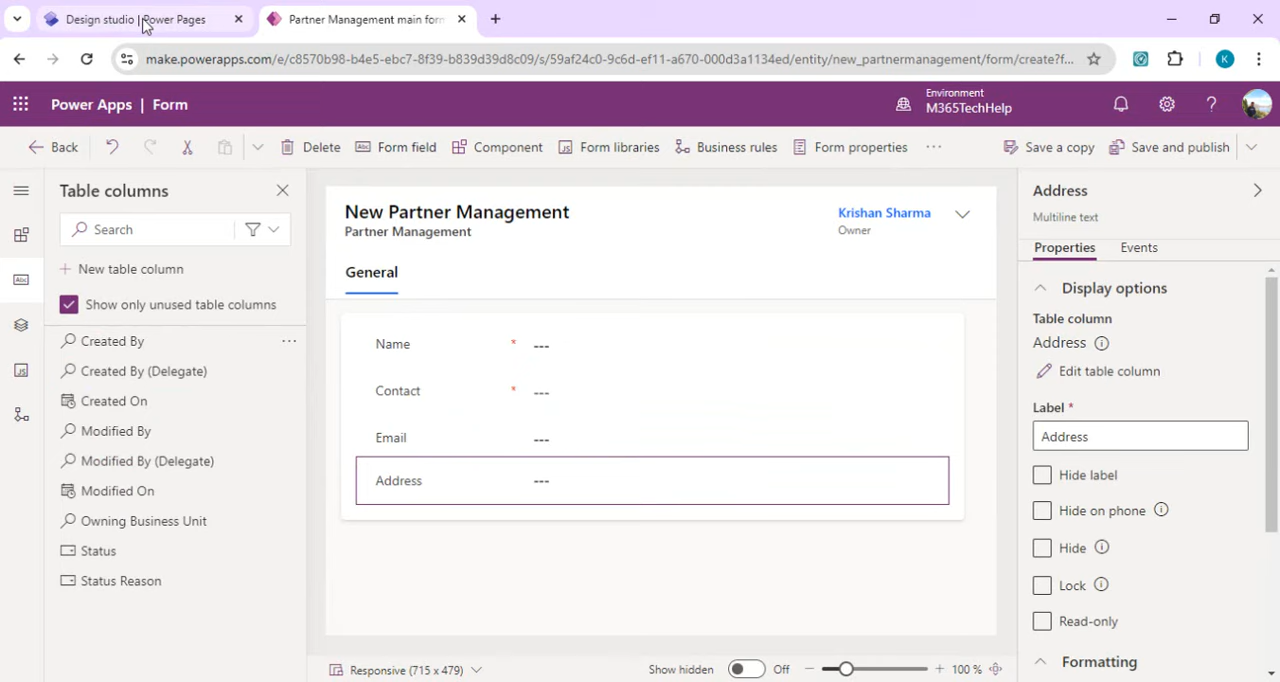 Design studio | Power Pages
Partner Management main for
make.powerapps.com/e/c8570b98-b4e5-ebc7-8f39-b839d39d8c09/s/59af24c0-9c6d-ef11-a670-000d3a1134ed/entity/new_partnermanagement/form/create?f...
K
Power Apps | Form
Environment
M365TechHelp
Back
Delete
Abc
Form field
Component
JS
Form libraries
Business rules
Form properties
Save a copy
Save and publish
Table columns
Search
New table column
Show only unused table columns
Created By
Created By (Delegate)
Created On
Modified By
Modified By (Delegate)
Modified On
Owning Business Unit
Status
Status Reason
Abc
JS
New Partner Management
Partner Management
Krishan Sharma
Owner
General
Name * ---
Contact * ---
Email ---
Address ---
Responsive (715 x 479)
Show hidden
Off
100 %
Address
Multiline text
Properties
Events
Display options
Table column
Address
Edit table column
Label *
Address
Hide label
Hide on phone
Hide
Lock
Read-only
Formatting